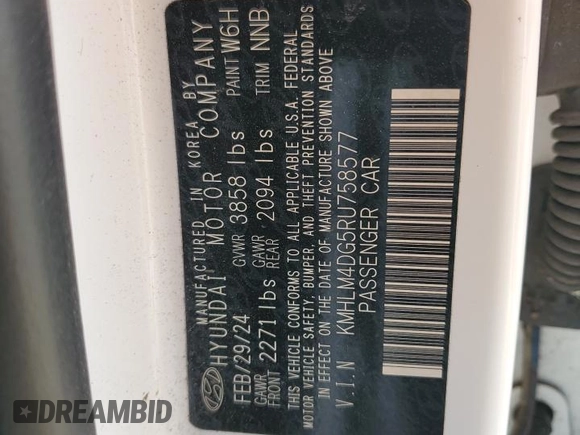 MANUFACTURED IN KOREA BY
HYUNDAI MOTOR COMPANY
FEB/29/24 GVWR 3858 lbs PAINT W6H
GAWR FRONT 2271 lbs GAWR REAR 2094 lbs TRIM NNB
THIS VEHICLE CONFORMS TO ALL APPLICABLE U.S.A. FEDERAL
MOTOR VEHICLE SAFETY, BUMPER, AND THEFT PREVENTION STANDARDS
IN EFFECT ON THE DATE OF MANUFACTURE SHOWN ABOVE
V.I.N KMHLM4DG5RU758577
PASSENGER CAR
DREAMBID